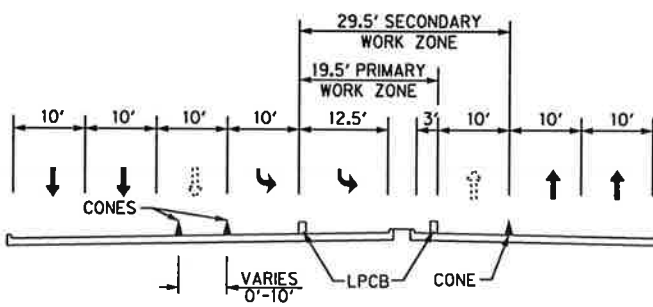 29.5' SECONDARY
WORK ZONE
19.5' PRIMARY
WORK ZONE
10' 10' 10' 10' 12.5' 3' 10' 10' 10'
CONES
VARIES
0'-10'
LPCB
CONE